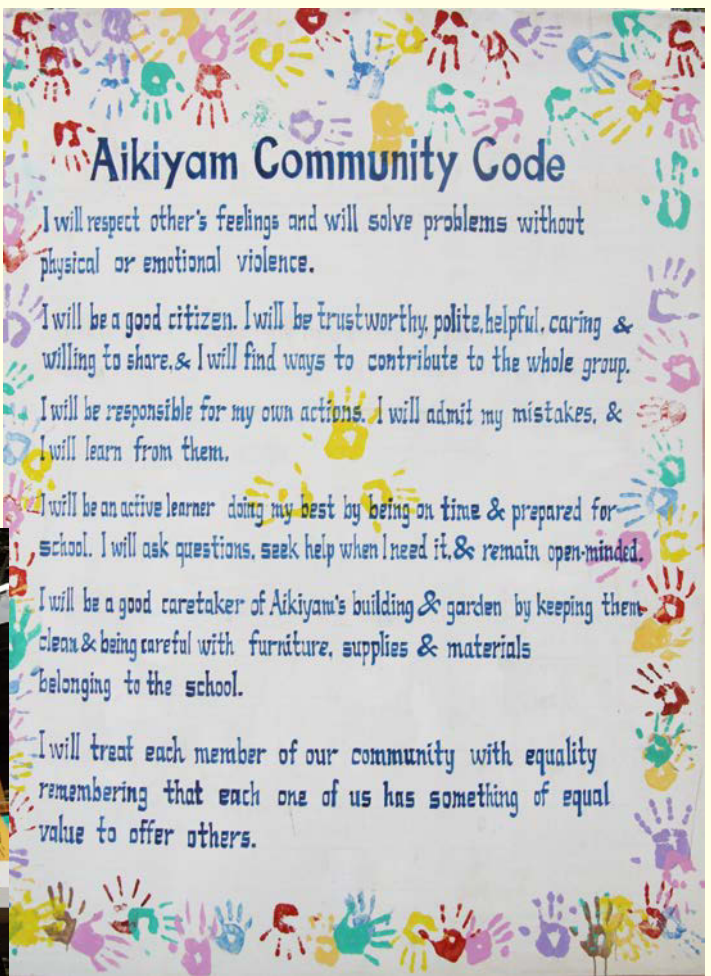 Aikiyam Community Code
I will respect other's feelings and will solve problems without
physical or emotional violence.
I will be a good citizen. I will be trustworthy, polite, helpful, caring &
willing to share, & I will find ways to contribute to the whole group.
I will be responsible for my own actions. I will admit my mistakes, &
I will learn from them.
I will be an active learner doing my best by being on time & prepared for
school. I will ask questions, seek help when I need it, & remain open-minded.
I will be a good caretaker of Aikiyam's building & garden by keeping them
clean & being careful with furniture, supplies & materials
belonging to the school.
I will treat each member of our community with equality
remembering that each one of us has something of equal
value to offer others.